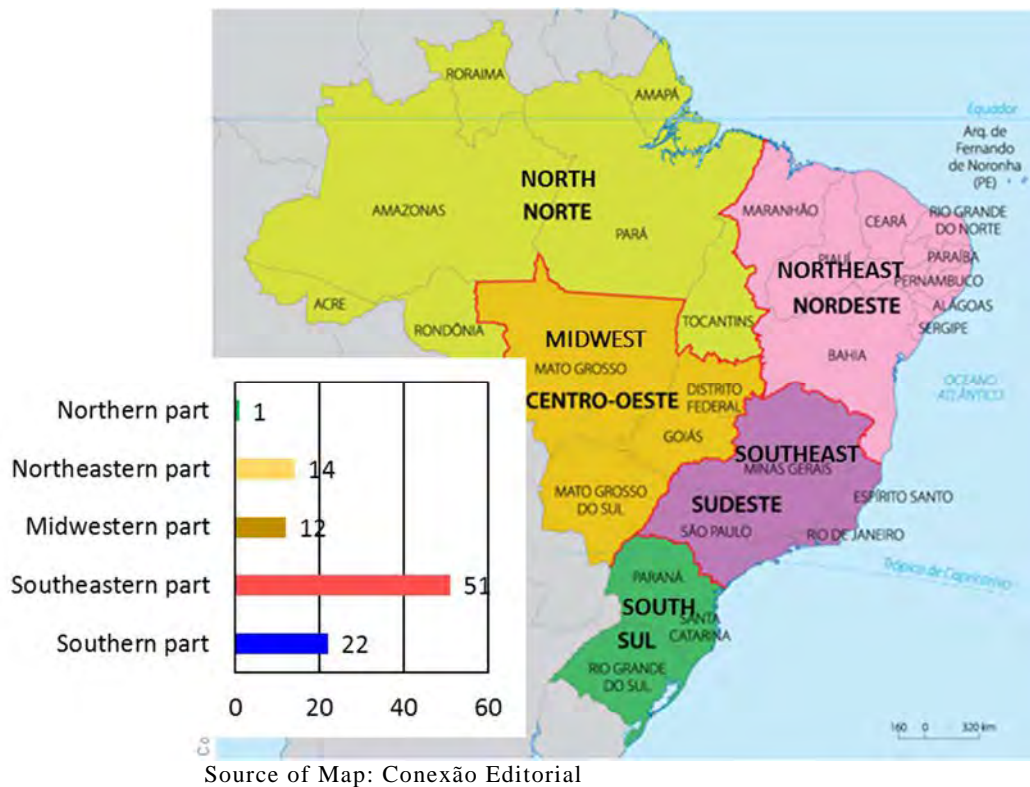 RORAIMA
AMAPÁ
Equador
Arq. de
Fernando
de Noronha
(PE)
NORTH
NORTE
AMAZONAS
PARÁ
MARANHÃO
CEARÁ
RIO GRANDE
DO NORTE
PIAUÍ
PARAÍBA
NORTHEAST
PERNAMBUCO
NORDESTE
ALÁGOAS
SERGIPE
ACRE
RONDÔNIA
TOCANTINS
BAHIA
MIDWEST
MATO GROSSO
CENTRO-OESTE
DISTRITO
FEDERAL
GOIÁS
OCEANO
ATLÂNTICO
SOUTHEAST
MINAS GERAIS
MATO GROSSO
DO SUL
SUDESTE
ESPÍRITO SANTO
SÃO PAULO
RIO DE JANEIRO
Trópico de Capricórnio
PARANÁ
SOUTH
SANTA
CATARINA
SUL
RIO GRANDE
DO SUL
160 0 320 km
Northern part 1
Northeastern part 14
Midwestern part 12
Southeastern part 51
Southern part 22
0 20 40 60
Source of Map: Conexão Editorial